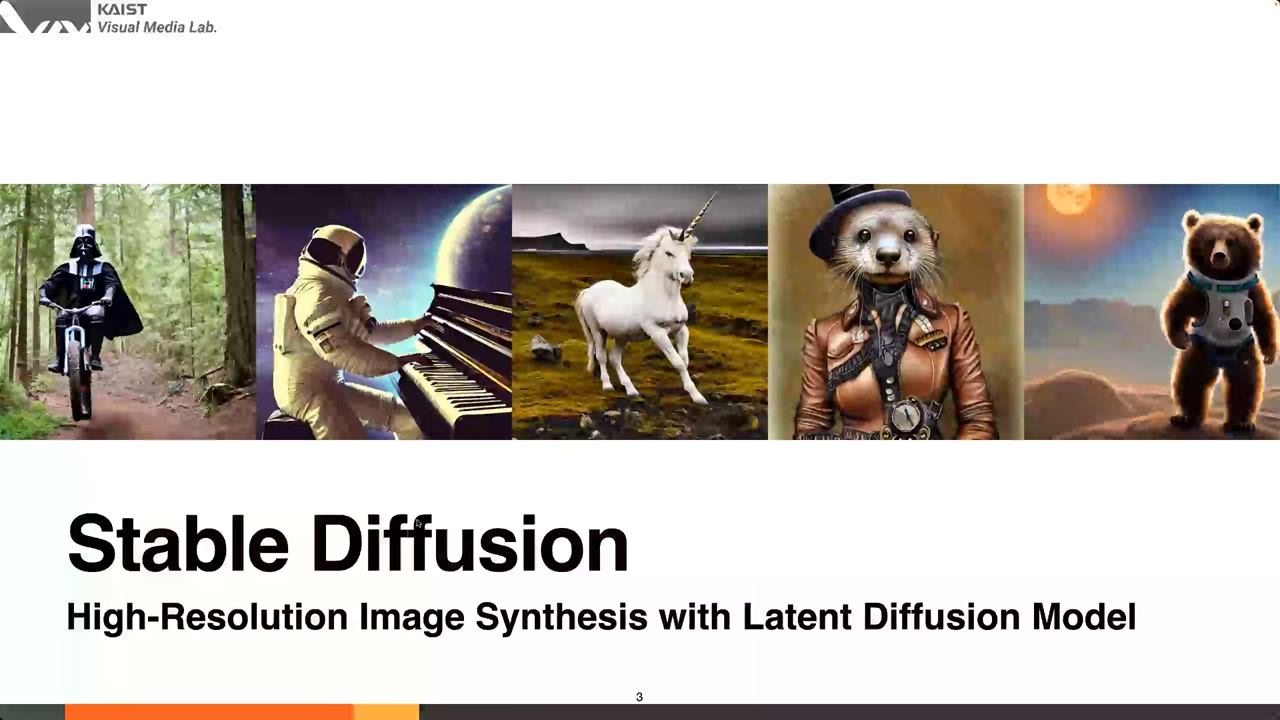 KAIST
Visual Media Lab.
Stable Diffusion
High-Resolution Image Synthesis with Latent Diffusion Model
3